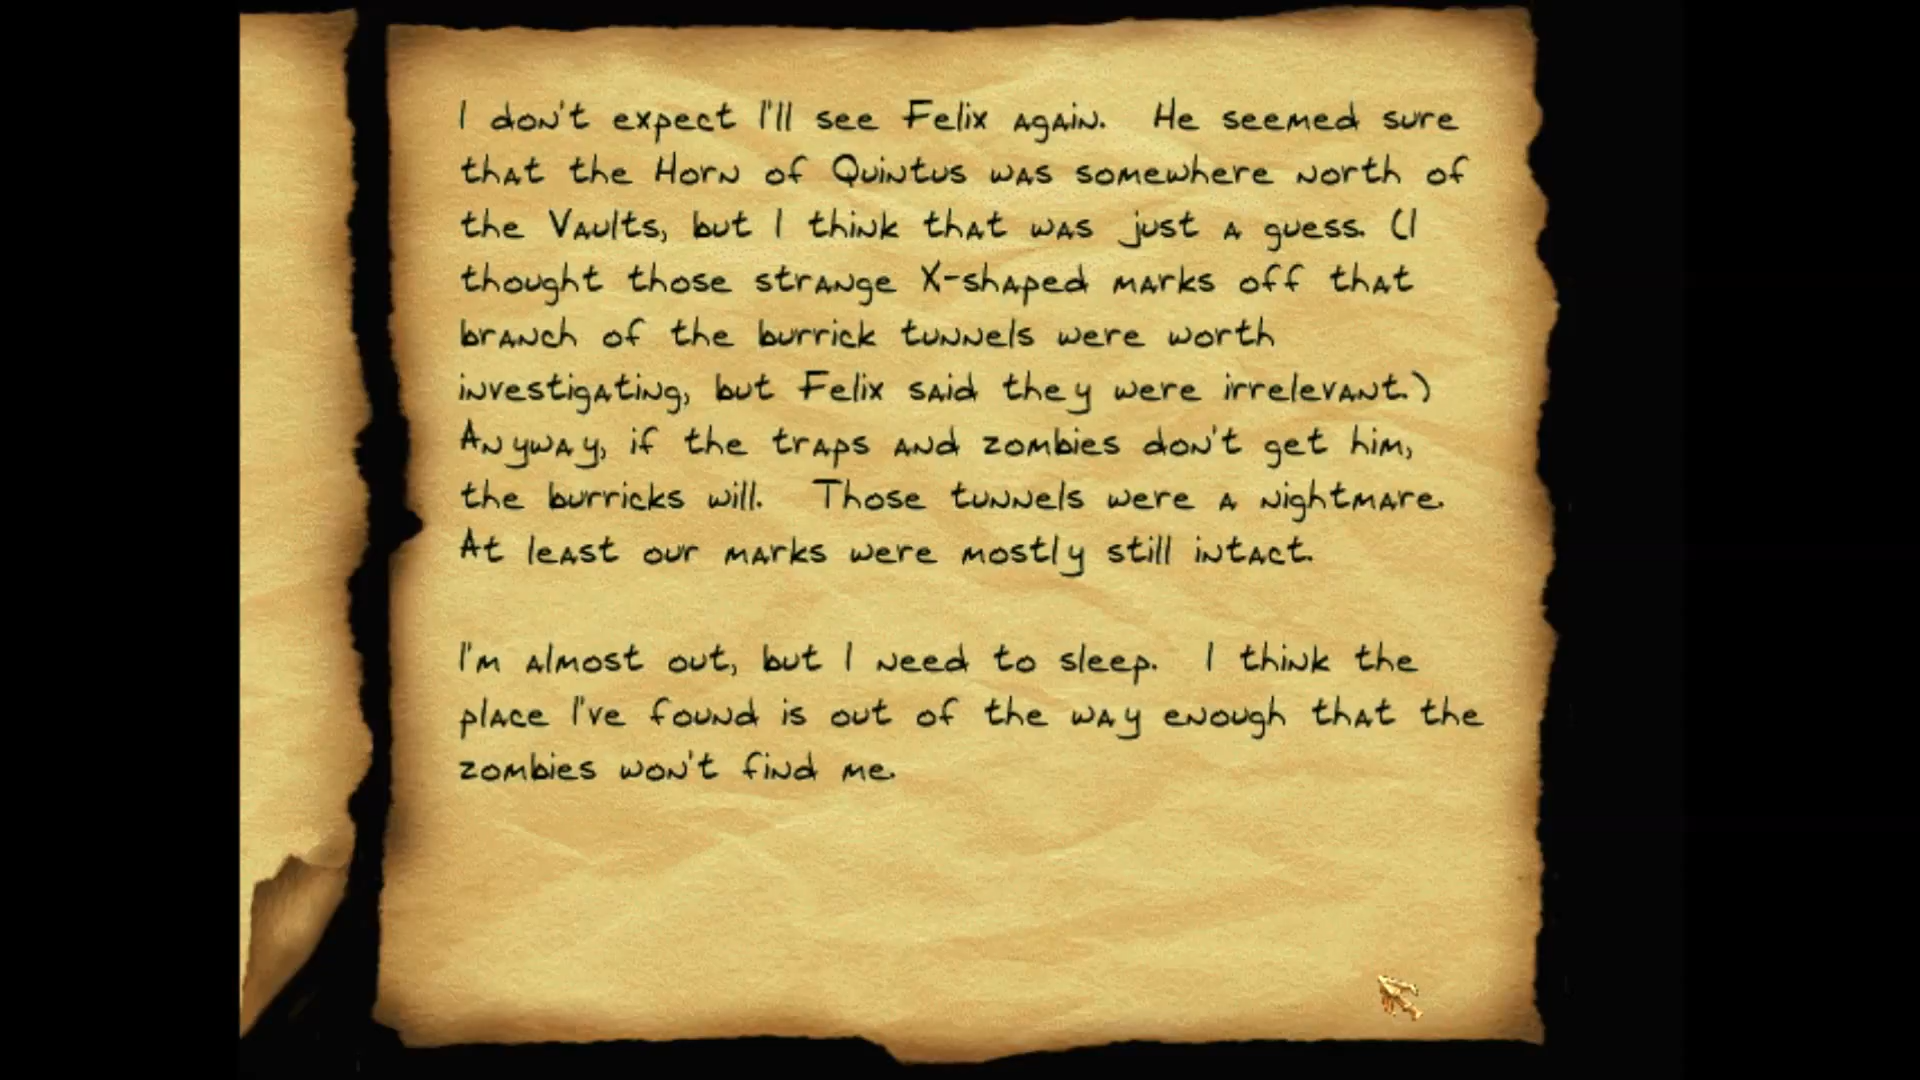 I don't expect I'll see Felix again. He seemed sure
that the Horn of Quintus was somewhere north of
the Vaults, but I think that was just a guess. (I
thought those strange X-shaped marks off that
branch of the burrick tunnels were worth
investigating, but Felix said they were irrelevant.)
Anyway, if the traps and zombies don't get him,
the burricks will. Those tunnels were a nightmare.
At least our marks were mostly still intact.
I'm almost out, but I need to sleep. I think the
place I've found is out of the way enough that the
zombies won't find me.